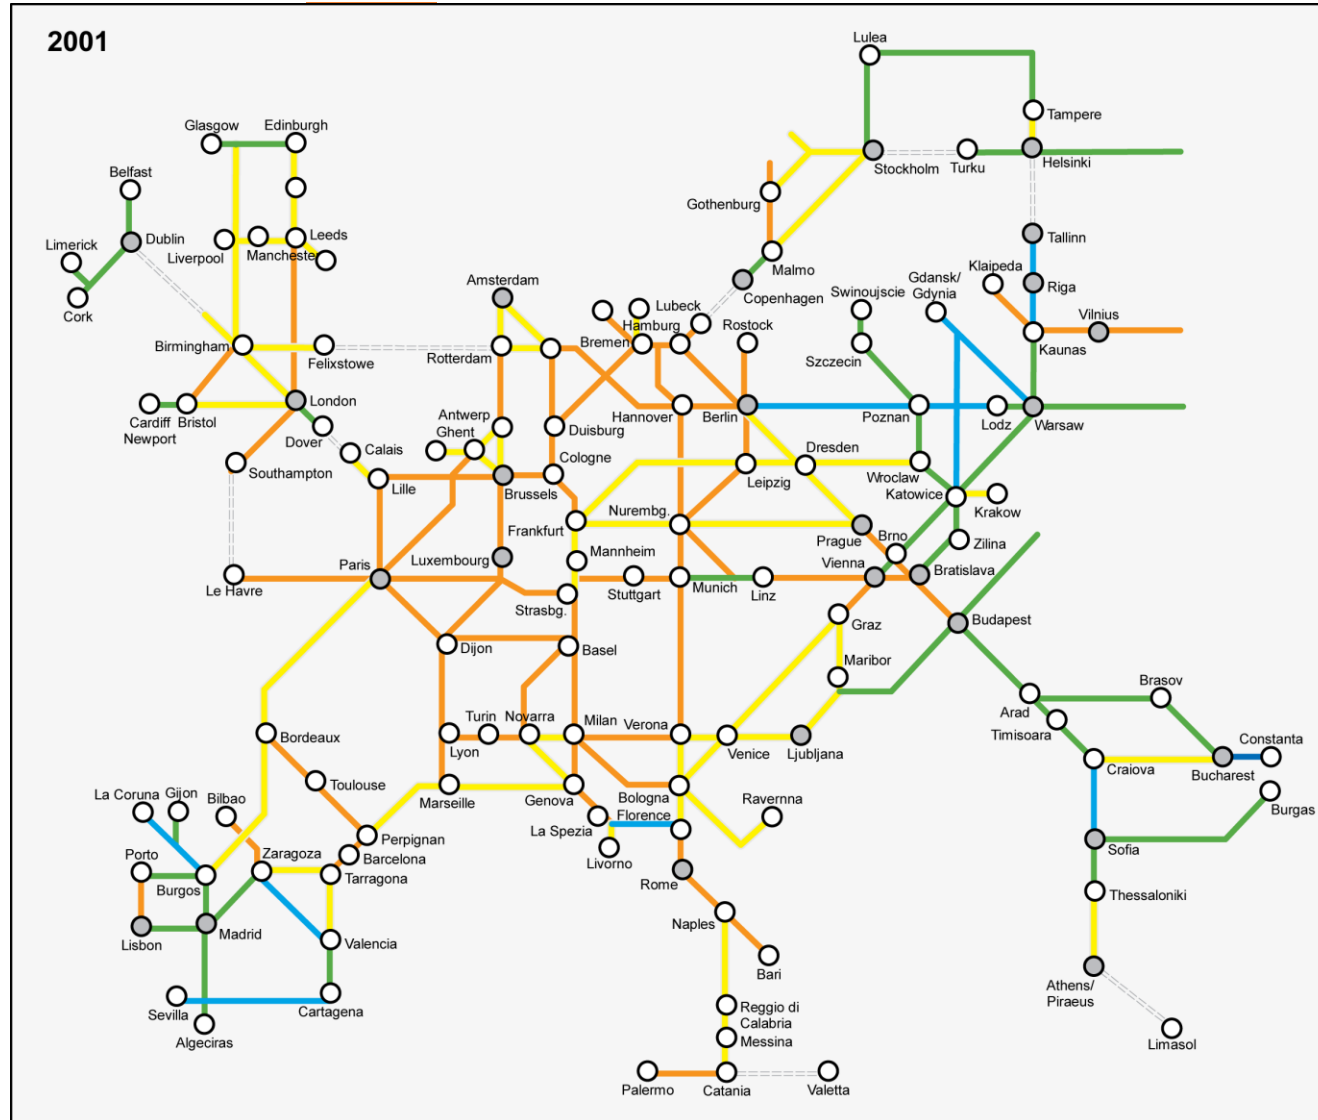 2001
Lulea
Tampere
Glasgow
Edinburgh
Stockholm
Turku
Helsinki
Belfast
Gothenburg
Dublin
Leeds
Tallinn
Limerick
Liverpool
Manchester
Malmo
Gdansk/
Gdynia
Klaipeda
Amsterdam
Copenhagen
Swinoujscie
Riga
Cork
Lubeck
Rostock
Vilnius
Hamburg
Birmingham
Felixstowe
Rotterdam
Bremen
Szczecin
Kaunas
London
Cardiff
Newport
Bristol
Dover
Antwerp
Ghent
Duisburg
Hannover
Berlin
Poznan
Lodz
Warsaw
Calais
Southampton
Lille
Cologne
Brussels
Leipzig
Dresden
Wroclaw
Katowice
Krakow
Frankfurt
Nurembg.
Prague
Brno
Zilina
Mannheim
Paris
Luxembourg
Vienna
Bratislava
Le Havre
Strasbg.
Stuttgart
Munich
Linz
Graz
Budapest
Dijon
Basel
Maribor
Brasov
Arad
Timisoara
Turin
Novarra
Milan
Verona
Constanta
Bordeaux
Lyon
Venice
Ljubljana
Craiova
Bucharest
Toulouse
Marseille
Genova
Bologna
Ravernna
La Coruna
Gijon
Bilbao
Florence
La Spezia
Burgas
Perpignan
Livorno
Sofia
Porto
Zaragoza
Barcelona
Tarragona
Burgos
Rome
Thessaloniki
Naples
Lisbon
Madrid
Valencia
Bari
Athens/
Piraeus
Sevilla
Cartagena
Reggio di
Calabria
Algeciras
Messina
Limasol
Palermo
Catania
Valetta